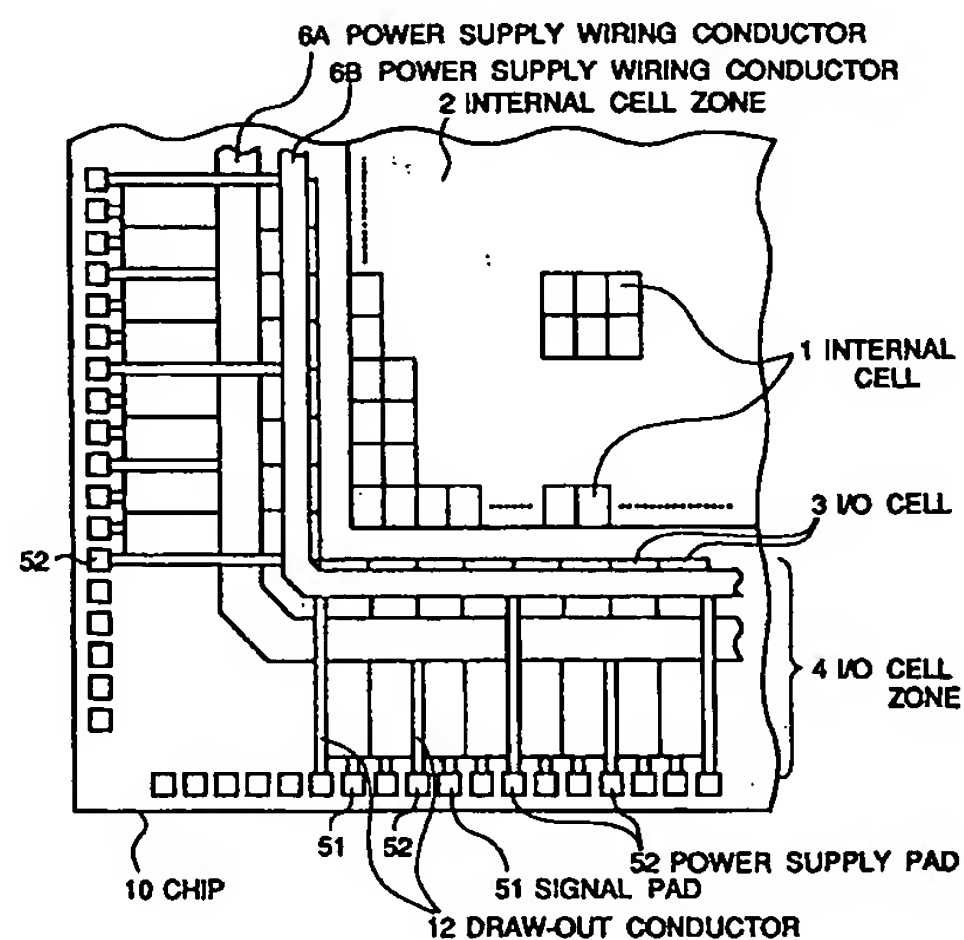 6A POWER SUPPLY WIRING CONDUCTOR
6B POWER SUPPLY WIRING CONDUCTOR
2 INTERNAL CELL ZONE
1 INTERNAL
CELL
3 I/O CELL
52
4 I/O CELL
ZONE
51
52
52 POWER SUPPLY PAD
10 CHIP
51 SIGNAL PAD
12 DRAW-OUT CONDUCTOR